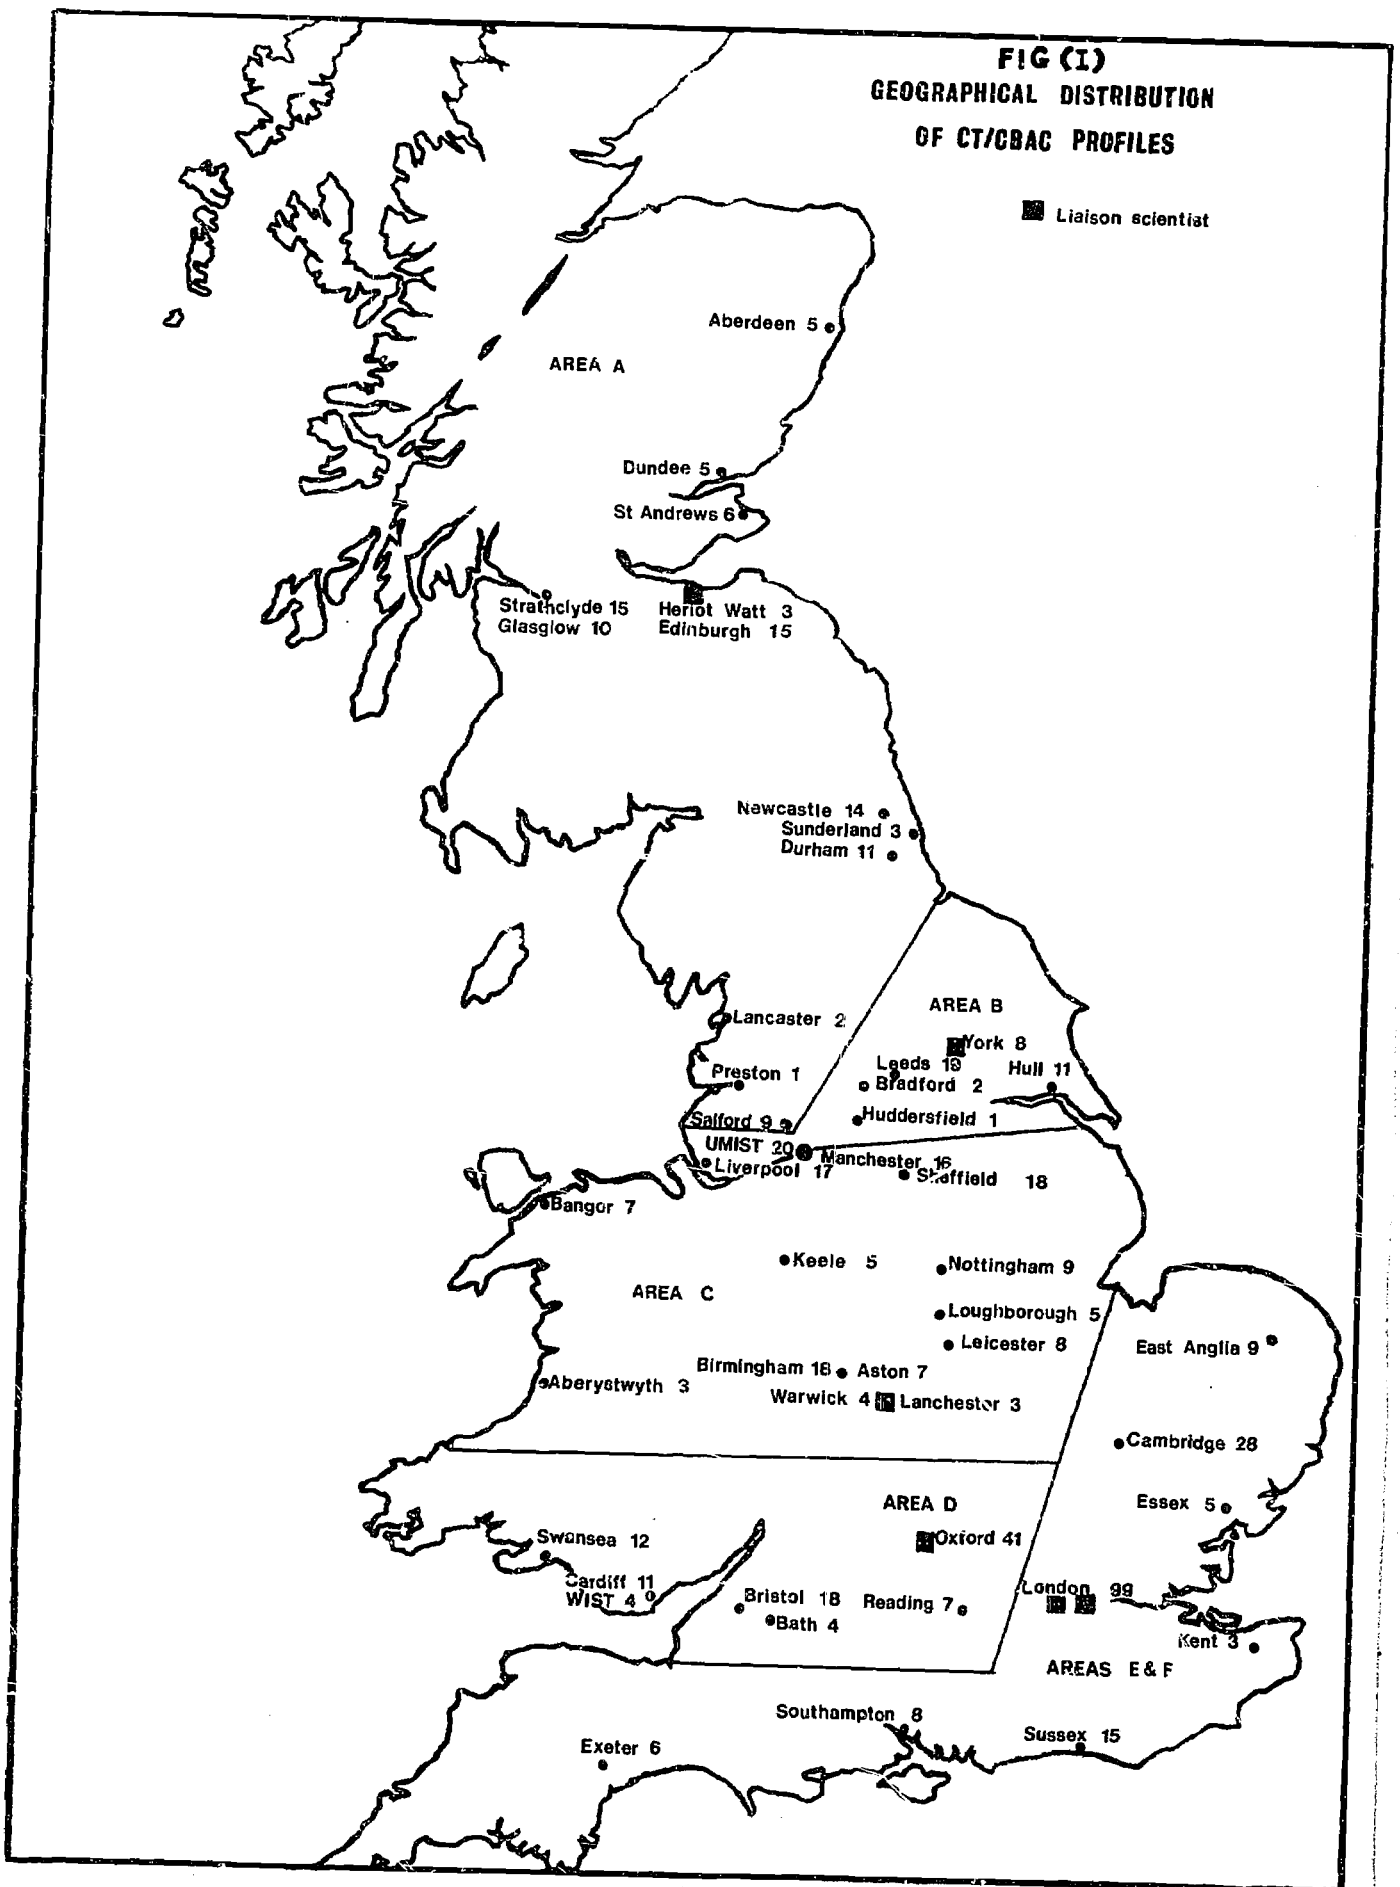 FIG (I)
GEOGRAPHICAL DISTRIBUTION
OF CT/CBAC PROFILES
Liaison scientist
Aberdeen 5
AREA A
Dundee 5
St Andrews 6
Strathclyde 15
Glasglow 10
Heriot Watt 3
Edinburgh 15
Newcastle 14
Sunderland 3
Durham 11
Lancaster 2
AREA B
York 8
Leeds 19
Hull 11
Preston 1
Bradford 2
Salford 9
Huddersfield 1
UMIST 20
Manchester 16
Liverpool 17
Sheffield 18
Bangor 7
Keele 5
Nottingham 9
AREA C
Loughborough 5
Leicester 8
East Anglia 9
Birmingham
Aston 7
Aberystwyth 3
Warwick 4
Lanchester 3
Cambridge 28
AREA D
Essex 5
Swansea 12
Oxford 41
Cardiff 11
WIST 4
Bristol 18
Reading 7
Bath 4
London 99
Kent 3
AREAS E & F
Southampton 8
Sussex 15
Exeter 6